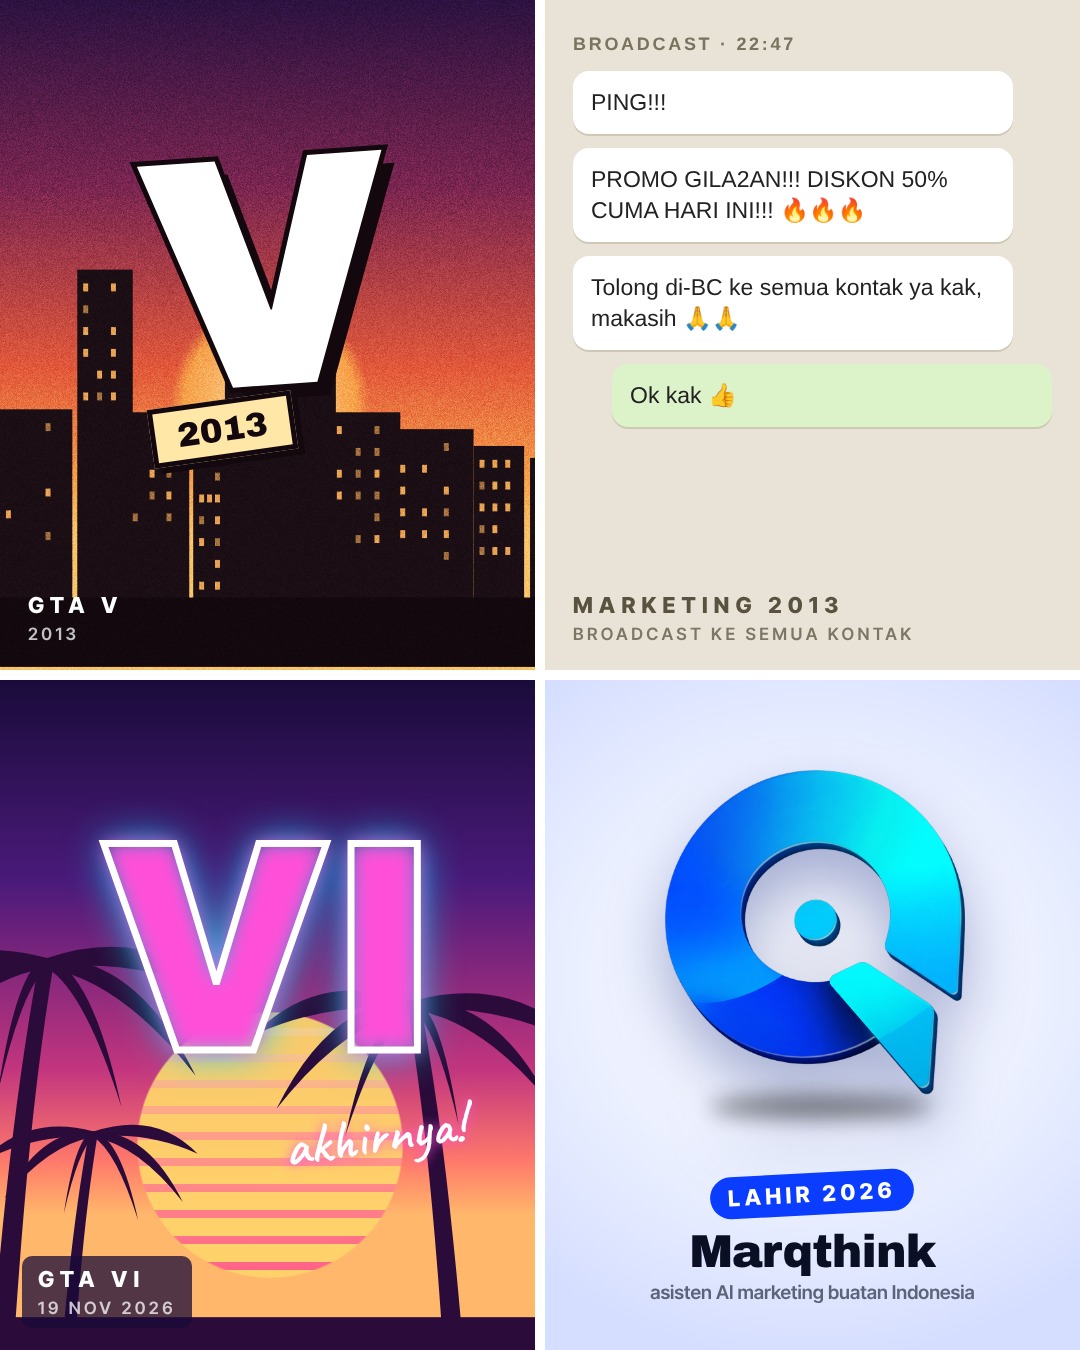 V
2013
GTA V
2013
BROADCAST · 22:47
PING!!!
PROMO GILA2AN!!! DISKON 50%
CUMA HARI INI!!! 🔥🔥🔥
Tolong di-BC ke semua kontak ya kak,
makasih 🙏🙏
Ok kak 👍
MARKETING 2013
BROADCAST KE SEMUA KONTAK
VI
akhirnya!
GTA VI
19 NOV 2026
LAHIR 2026
Marqthink
asisten AI marketing buatan Indonesia